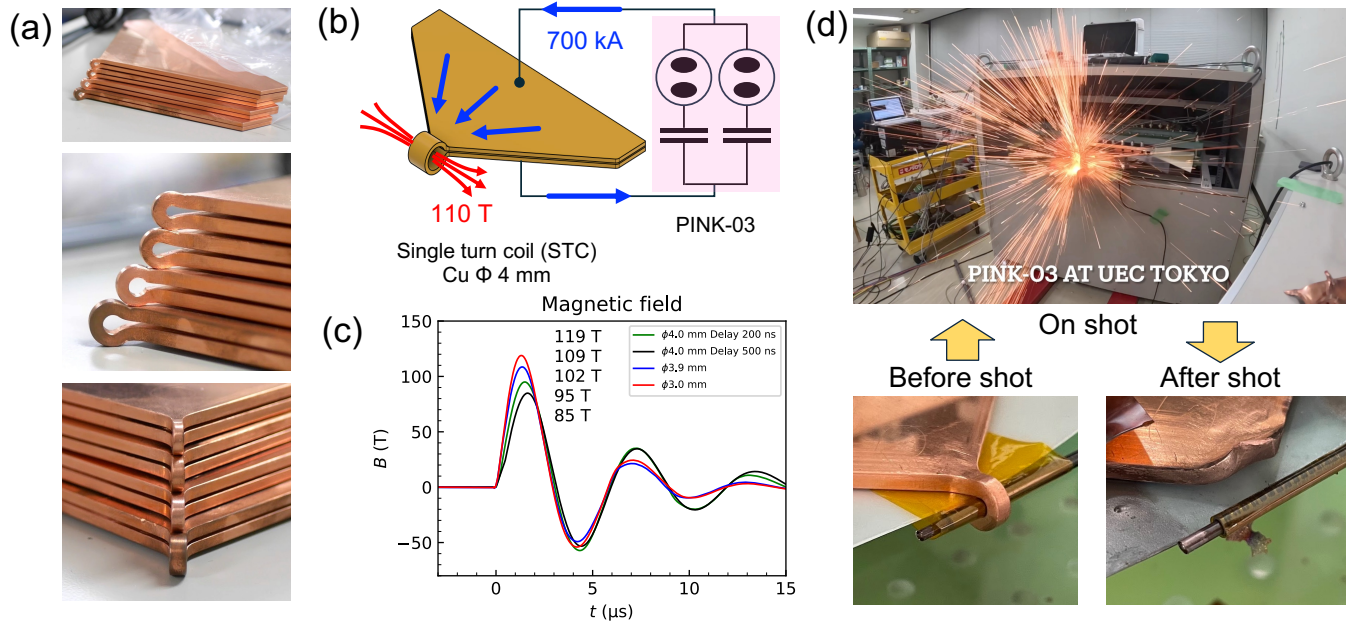 (a)
(b)
700 kA
110 T
PINK-03
Single turn coil (STC)
Cu Φ 4 mm
(c)
Magnetic field
119 T
109 T
102 T
95 T
85 T
ϕ4.0 mm Delay 200 ns
ϕ4.0 mm Delay 500 ns
ϕ3.9 mm
ϕ3.0 mm
150
100
50
0
−50
B (T)
0
5
10
15
t (μs)
(d)
PINK-03 AT UEC TOKYO
On shot
Before shot
After shot